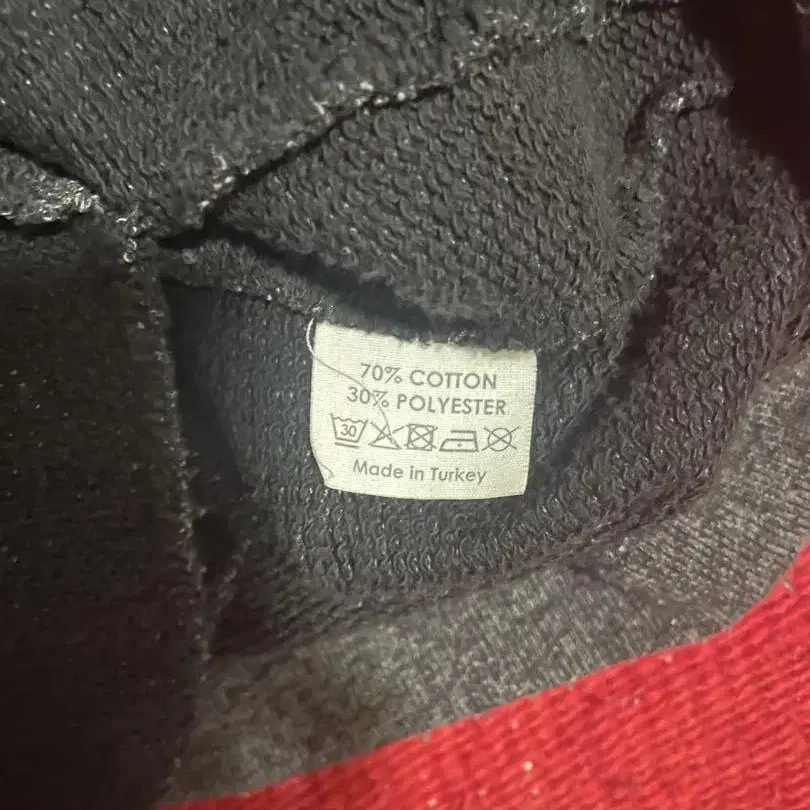 70% COTTON
30% POLYESTER
30
Made in Turkey